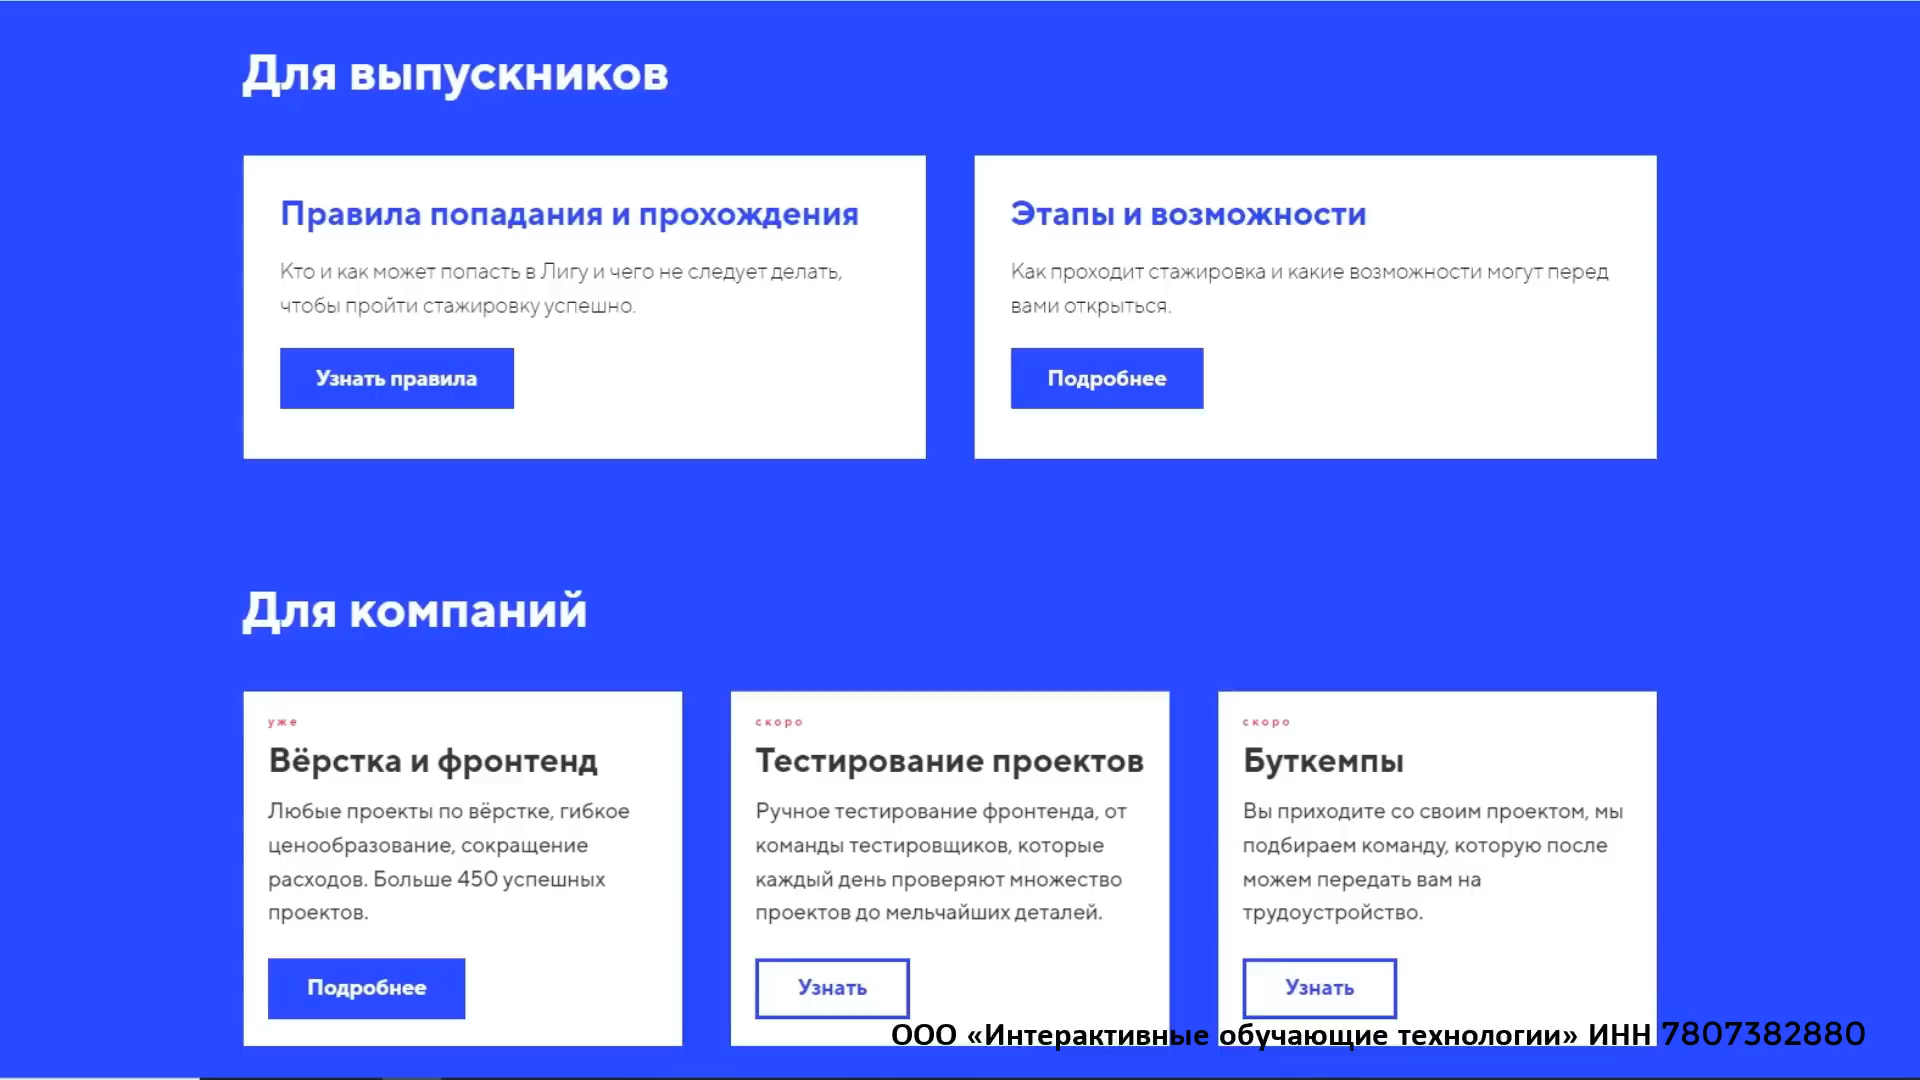 Для выпускников
Правила попадания и прохождения
Кто и как может попасть в Лигу и чего не следует делать,
чтобы пройти стажировку успешно.
Узнать правила
Этапы и возможности
Как проходит стажировка и какие возможности могут перед
вами открыться.
Подробнее
Для компаний
уже
Вёрстка и фронтенд
Любые проекты по вёрстке, гибкое
ценообразование, сокращение
расходов. Больше 450 успешных
проектов.
Подробнее
скоро
Тестирование проектов
Ручное тестирование фронтенда, от
команды тестировщиков, которые
каждый день проверяют множество
проектов до мельчайших деталей.
Узнать
скоро
Буткемпы
Вы приходите со своим проектом, мы
подбираем команду, которую после
можем передать вам на
трудоустройство.
Узнать
ООО «Интерактивные обучающие технологии» ИНН 7807382880